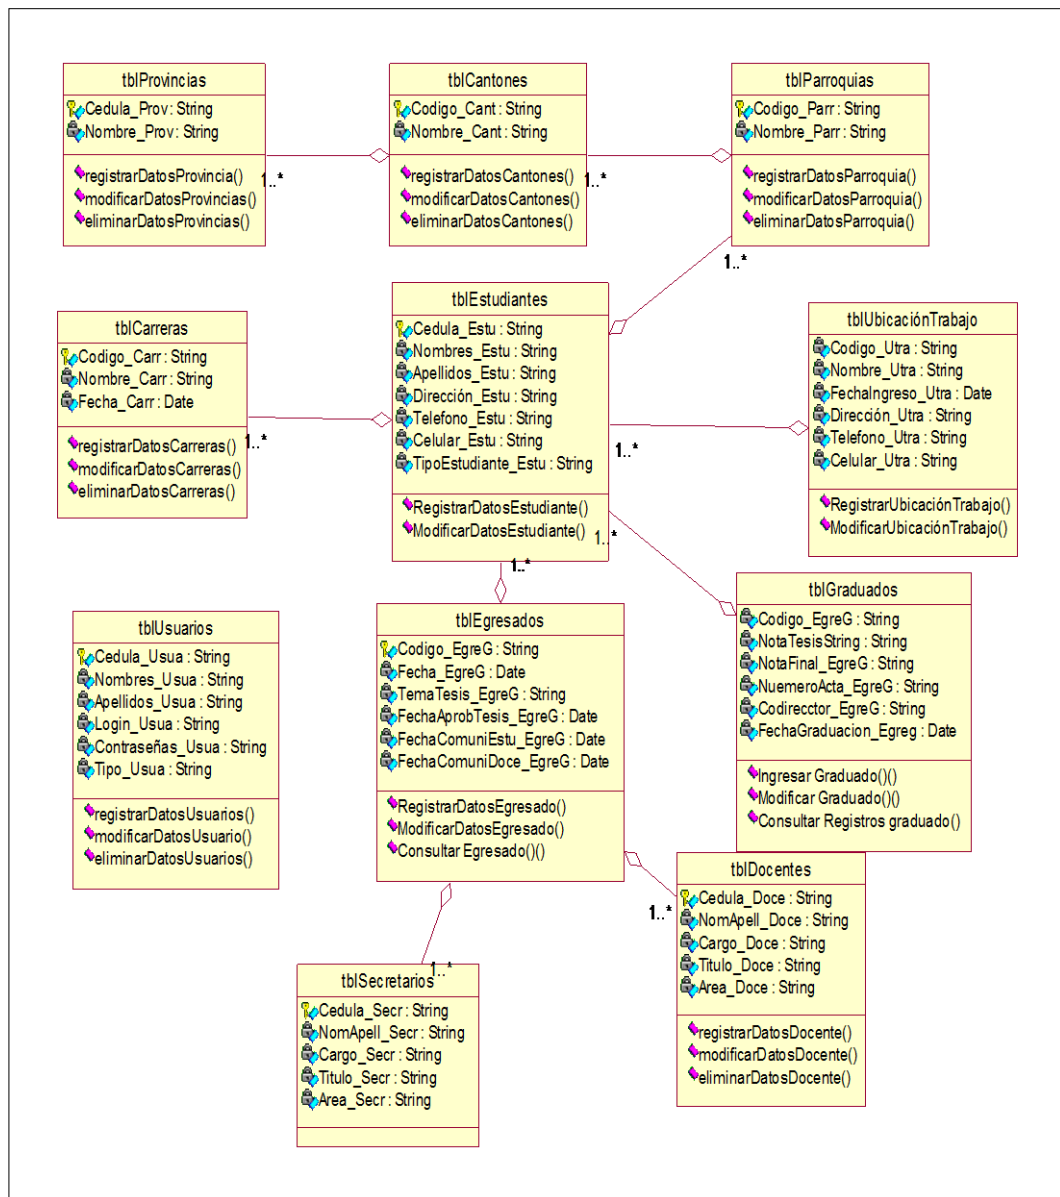 tblProvincias
Cedula_Prov : String
Nombre_Prov : String
registrarDatosProvincia()
modificarDatosProvincias()
eliminarDatosProvincias()
1..*
tblCantones
Codigo_Cant : String
Nombre_Cant : String
registrarDatosCantones()
modificarDatosCantones()
eliminarDatosCantones()
1..*
tblParroquias
Codigo_Parr : String
Nombre_Parr : String
registrarDatosParroquia()
modificarDatosParroquia()
eliminarDatosParroquia()
1..*
tblCarreras
Codigo_Carr : String
Nombre_Carr : String
Fecha_Carr : Date
registrarDatosCarreras()
modificarDatosCarreras()
eliminarDatosCarreras()
1..*
tblEstudiantes
Cedula_Estu : String
Nombres_Estu : String
Apellidos_Estu : String
Dirección_Estu : String
Telefono_Estu : String
Celular_Estu : String
TipoEstudiante_Estu : String
RegistrarDatosEstudiante()
ModificarDatosEstudiante()
1..*
1..*
1..*
tblUbicaciónTrabajo
Codigo_Utra : String
Nombre_Utra : String
FechaIngreso_Utra : Date
Dirección_Utra : String
Telefono_Utra : String
Celular_Utra : String
RegistrarUbicaciónTrabajo()
ModificarUbicaciónTrabajo()
tblUsuarios
Cedula_Usua : String
Nombres_Usua : String
Apellidos_Usua : String
Login_Usua : String
Contraseñas_Usua : String
Tipo_Usua : String
registrarDatosUsuarios()
modificarDatosUsuario()
eliminarDatosUsuarios()
tblEgresados
Codigo_EgreG : String
Fecha_EgreG : Date
TemaTesis_EgreG : String
FechaAprobTesis_EgreG : Date
FechaComuniEstu_EgreG : Date
FechaComuniDoce_EgreG : Date
RegistrarDatosEgresado()
ModificarDatosEgresado()
Consultar Egresado()()
tblGraduados
Codigo_EgreG : String
NotaTesisString : String
NotaFinal_EgreG : String
NuemeroActa_EgreG : String
Codirecctor_EgreG : String
FechaGraduacion_Egreg : Date
Ingresar Graduado()()
Modificar Graduado()()
Consultar Registros graduado()
tblDocentes
Cedula_Doce : String
NomApell_Doce : String
Cargo_Doce : String
Titulo_Doce : String
Area_Doce : String
registrarDatosDocente()
modificarDatosDocente()
eliminarDatosDocente()
1..*
1..*
tblSecretarios
Cedula_Secr : String
NomApell_Secr : String
Cargo_Secr : String
Titulo_Secr : String
Area_Secr : String